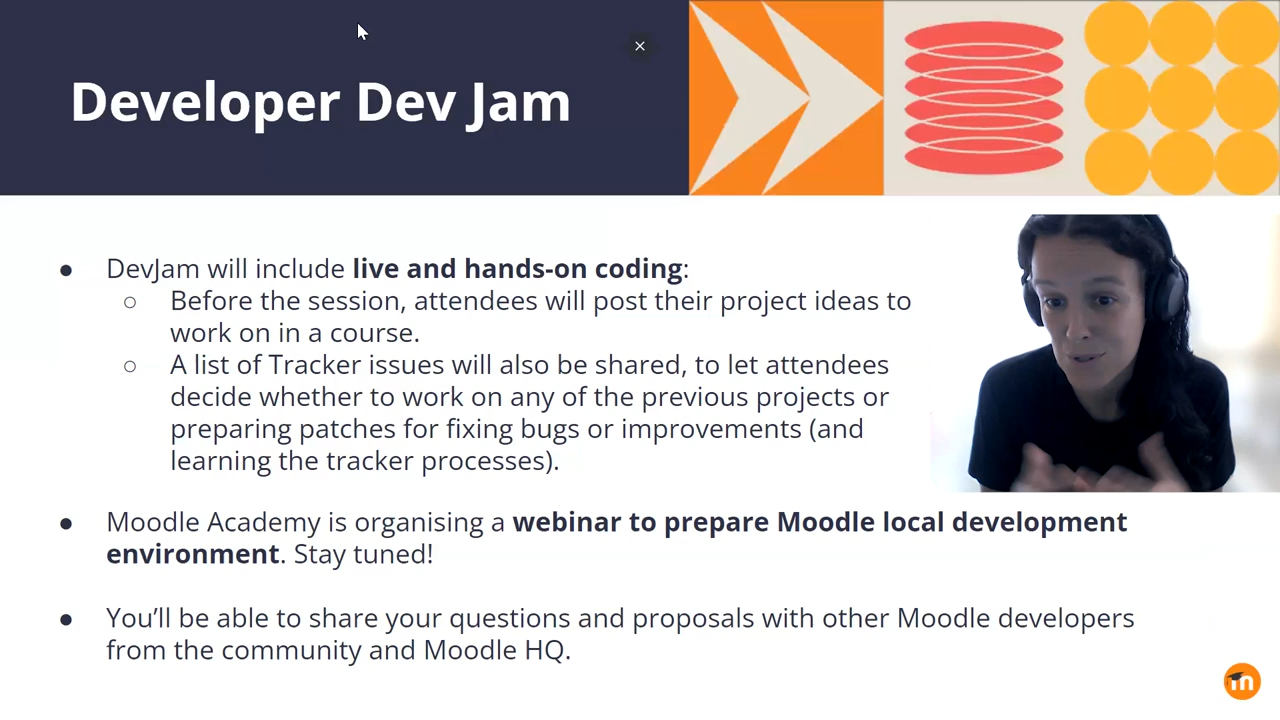 Developer Dev Jam
● DevJam will include live and hands-on coding:
○ Before the session, attendees will post their project ideas to
work on in a course.
○ A list of Tracker issues will also be shared, to let attendees
decide whether to work on any of the previous projects or
preparing patches for fixing bugs or improvements (and
learning the tracker processes).
● Moodle Academy is organising a webinar to prepare Moodle local development
environment. Stay tuned!
● You’ll be able to share your questions and proposals with other Moodle developers
from the community and Moodle HQ.
m